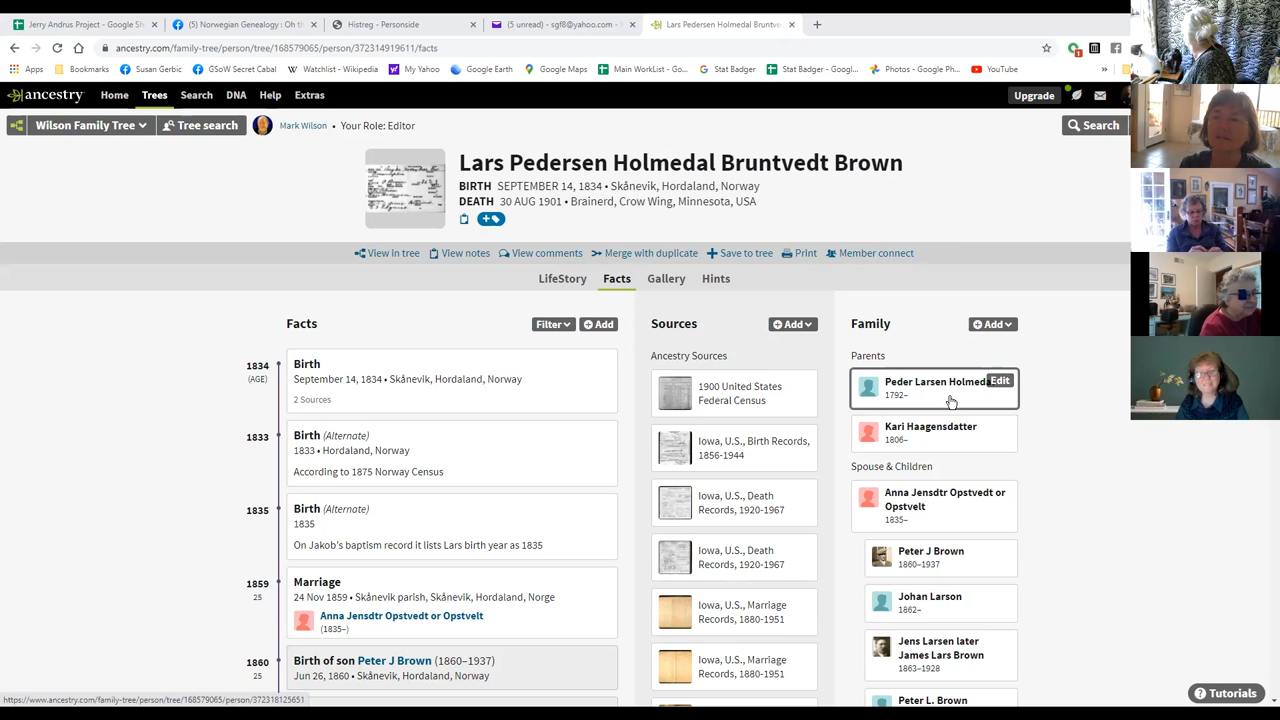 Jerry Andrus Project - Google Sh
(5) Norwegian Genealogy : Oh th
Histreg - Personside
(5 unread) - sgf8@yahoo.com -
Lars Pedersen Holmedal Bruntve
ancestry.com/family-tree/person/tree/168579065/person/372314919611/facts
Apps
Bookmarks
Susan Gerbic
GSoW Secret Cabal
Watchlist - Wikipedia
My Yahoo
Google Earth
Google Maps
Main WorkList - Go...
Stat Badger
Stat Badger - Googl...
Photos - Google Ph...
YouTube
ancestry
Home
Trees
Search
DNA
Help
Extras
Upgrade
Wilson Family Tree
Tree search
Mark Wilson • Your Role: Editor
Search
Lars Pedersen Holmedal Bruntvedt Brown
BIRTH SEPTEMBER 14, 1834 • Skånevik, Hordaland, Norway
DEATH 30 AUG 1901 • Brainerd, Crow Wing, Minnesota, USA
View in tree
View notes
View comments
Merge with duplicate
Save to tree
Print
Member connect
LifeStory
Facts
Gallery
Hints
Facts
Filter
Add
1834
(AGE)
Birth
September 14, 1834 • Skånevik, Hordaland, Norway
2 Sources
1833
Birth (Alternate)
1833 • Hordaland, Norway
According to 1875 Norway Census
1835
Birth (Alternate)
1835
On Jakob's baptism record it lists Lars birth year as 1835
1859
25
Marriage
24 Nov 1859 • Skånevik parish, Skånevik, Hordaland, Norge
Anna Jensdtr Opstvedt or Opstvelt
(1835–)
1860
25
Birth of son Peter J Brown (1860–1937)
Jun 26, 1860 • Skånevik, Hordaland, Norway
Sources
Add
Ancestry Sources
1900 United States
Federal Census
Iowa, U.S., Birth Records,
1856-1944
Iowa, U.S., Death
Records, 1920-1967
Iowa, U.S., Death
Records, 1920-1967
Iowa, U.S., Marriage
Records, 1880-1951
Iowa, U.S., Marriage
Records, 1880-1951
Family
Add
Parents
Peder Larsen Holmeda
Edit
1792–
Kari Haagensdatter
1806–
Spouse & Children
Anna Jensdtr Opstvedt or
Opstvelt
1835–
Peter J Brown
1860–1937
Johan Larson
1862–
Jens Larsen later
James Lars Brown
1863–1928
Peter L. Brown
https://www.ancestry.com/family-tree/person/tree/168579065/person/372318125651
Tutorials